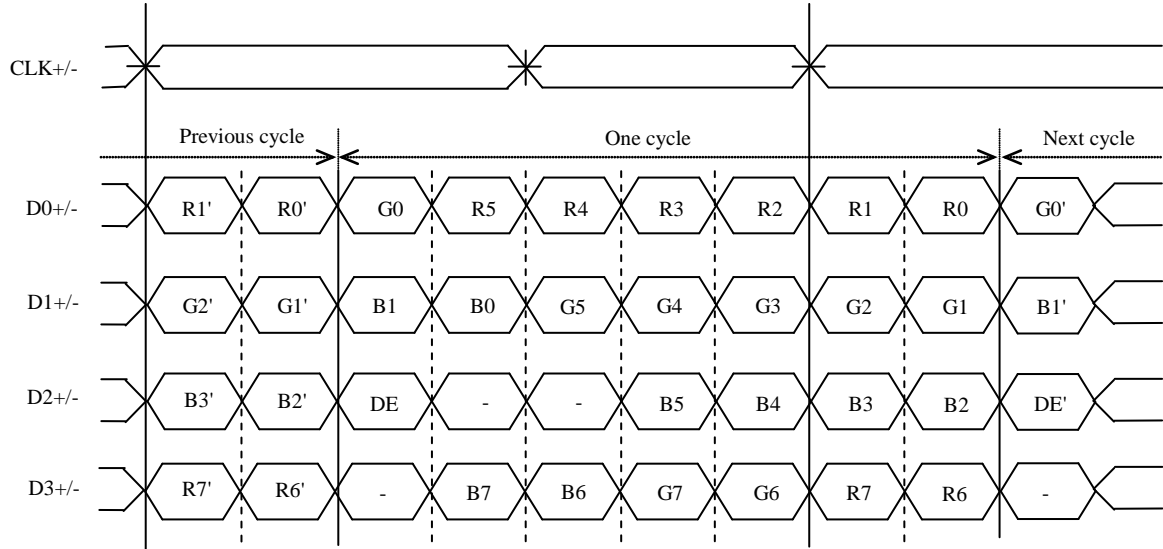 CLK+/-
Previous cycle One cycle Next cycle
D0+/- R1' R0' G0 R5 R4 R3 R2 R1 R0 G0'
D1+/- G2' G1' B1 B0 G5 G4 G3 G2 G1 B1'
D2+/- B3' B2' DE - - B5 B4 B3 B2 DE'
D3+/- R7' R6' - B7 B6 G7 G6 R7 R6 -